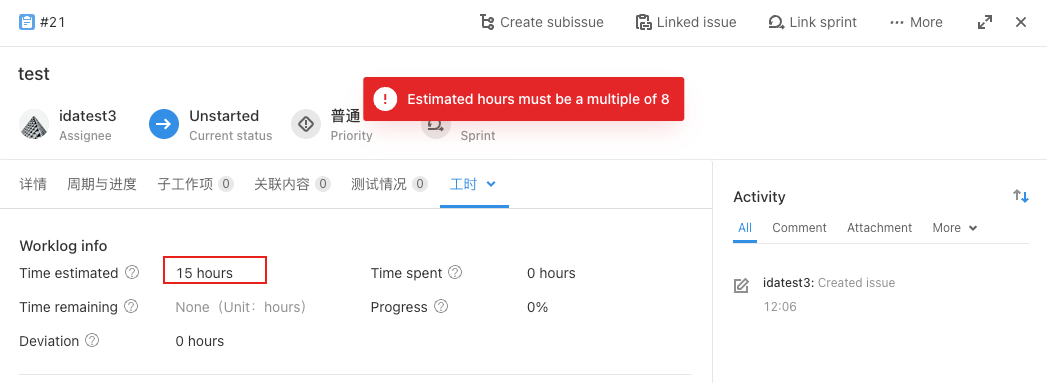 #21 Create subissue Linked issue Link sprint More
test
Estimated hours must be a multiple of 8
idatest3 Unstarted 普通
Assignee Current status Priority Sprint
详情 周期与进度 子工作项 0 关联内容 0 测试情况 0 工时
Worklog info
Time estimated 15 hours Time spent 0 hours
Time remaining None（Unit：hours） Progress 0%
Deviation 0 hours
Activity
All Comment Attachment More
idatest3: Created issue
12:06